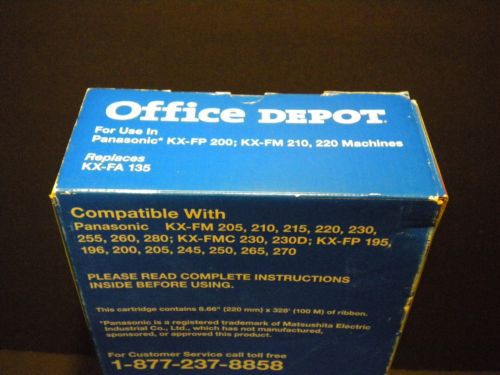 Office DEPOT
For Use In
Panasonic* KX-FP 200; KX-FM 210, 220 Machines
Replaces
KX-FA 135
Compatible With
Panasonic KX-FM 205, 210, 215, 220, 230,
255, 260, 280; KX-FMC 230, 230D; KX-FP 195,
196, 200, 205, 245, 250, 265, 270
PLEASE READ COMPLETE INSTRUCTIONS
INSIDE BEFORE USING.
This cartridge contains 8.66" (220 mm) x 328' (100 M) of ribbon.
*Panasonic is a registered trademark of Matsushita Electric
Industrial Co., Ltd., which has not manufactured,
sponsored, or approved this product.
For Customer Service call toll free
1-877-237-8858